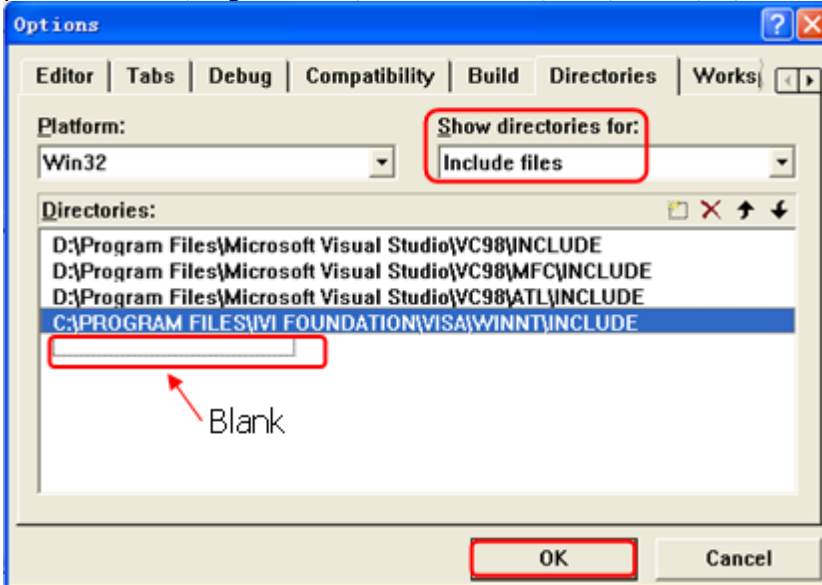 Options
Editor Tabs Debug Compatibility Build Directories Works
Platform: Show directories for:
Win32 Include files
Directories:
D:\Program Files\Microsoft Visual Studio\VC98\INCLUDE
D:\Program Files\Microsoft Visual Studio\VC98\MFC\INCLUDE
D:\Program Files\Microsoft Visual Studio\VC98\ATL\INCLUDE
C:\PROGRAM FILES\IVI FOUNDATION\VISA\WINNT\INCLUDE
Blank
OK Cancel